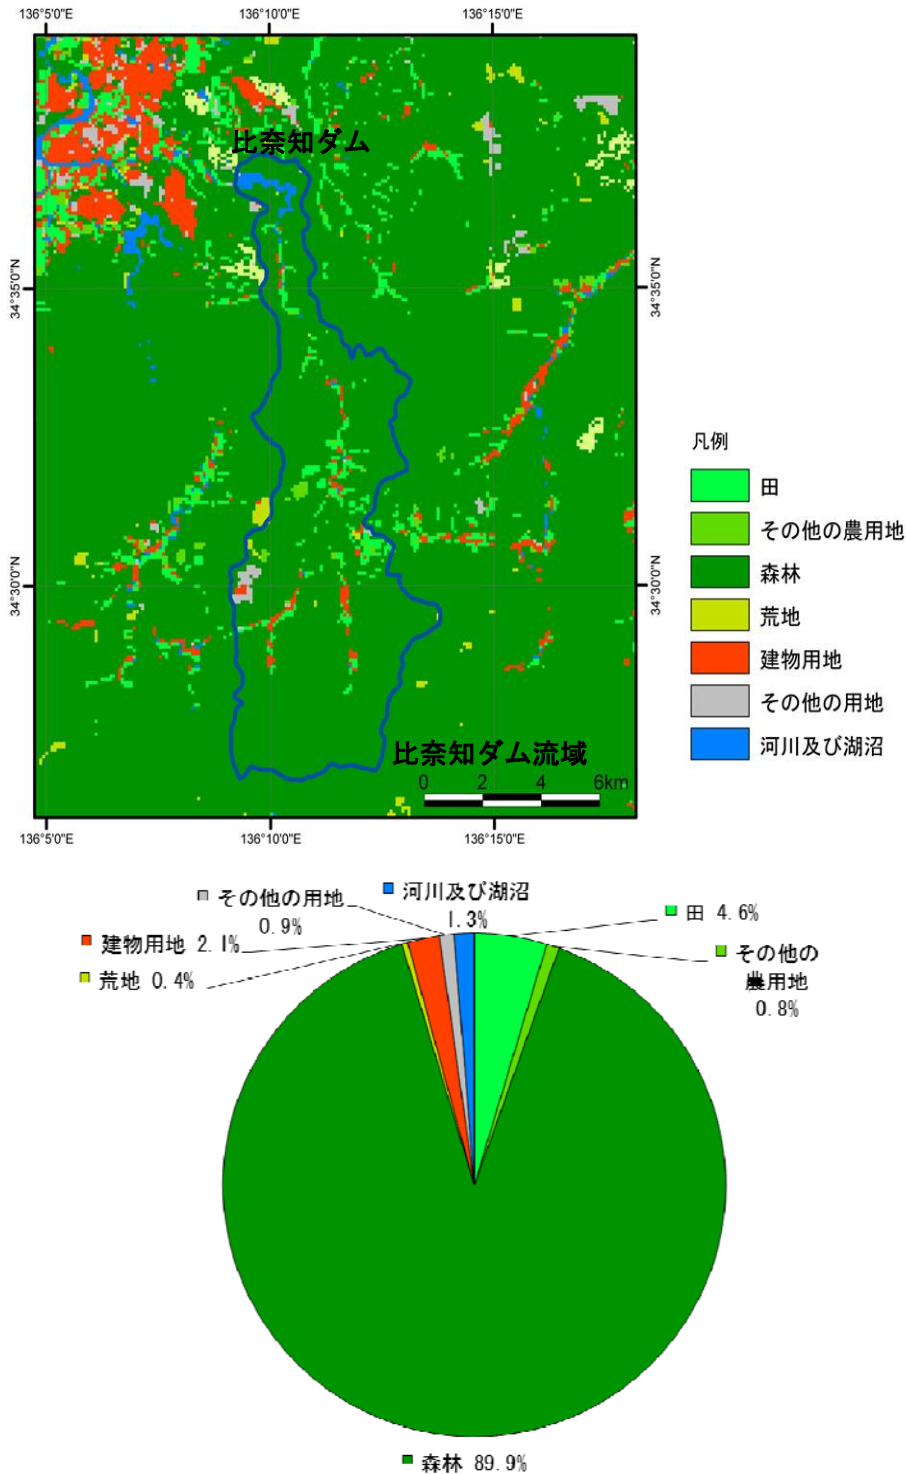 136°5'0"E
136°10'0"E
136°15'0"E
比奈知ダム
34°35'0"N
34°35'0"N
34°30'0"N
34°30'0"N
凡例
田
その他の農用地
森林
荒地
建物用地
その他の用地
河川及び湖沼
比奈知ダム流域
0 2 4 6km
136°5'0"E
136°10'0"E
136°15'0"E
その他の用地
0.9%
河川及び湖沼
1.3%
田 4.6%
建物用地 2.1%
その他の
農用地
0.8%
荒地 0.4%
森林 89.9%